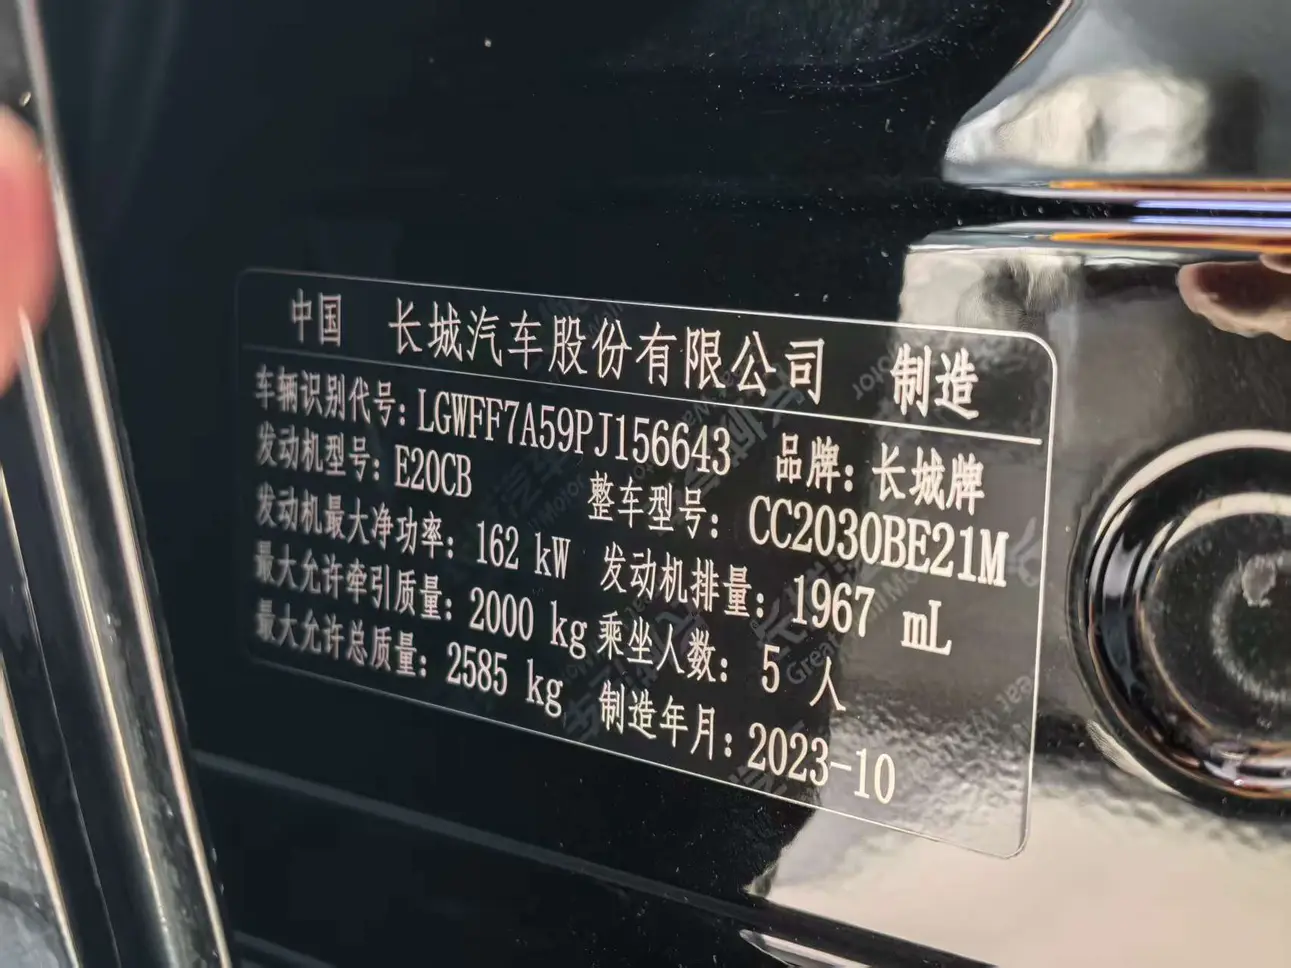 中国 长城汽车股份有限公司 制造
车辆识别代号: LGWFF7A59PJ156643 品牌: 长城牌
发动机型号: E20CB 整车型号: CC2030BE21M
发动机最大净功率: 162 kW 发动机排量: 1967 mL
最大允许牵引质量: 2000 kg 乘坐人数: 5 人
最大允许总质量: 2585 kg 制造年月: 2023-10